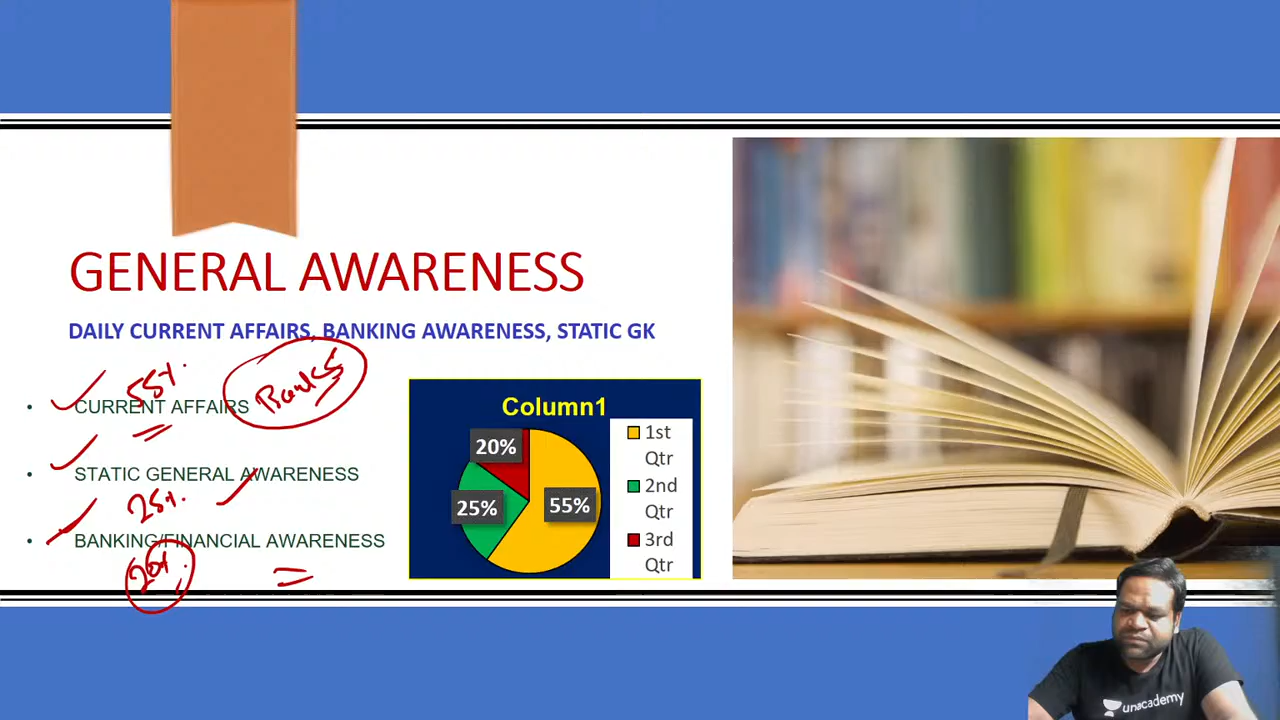 GENERAL AWARENESS
DAILY CURRENT AFFAIRS, BANKING AWARENESS, STATIC GK
55%.
Banks
• CURRENT AFFAIRS
• STATIC GENERAL AWARENESS
25%.
• BANKING/FINANCIAL AWARENESS
20%.
Column1
20%
25%
55%
1st
Qtr
2nd
Qtr
3rd
Qtr
unacademy